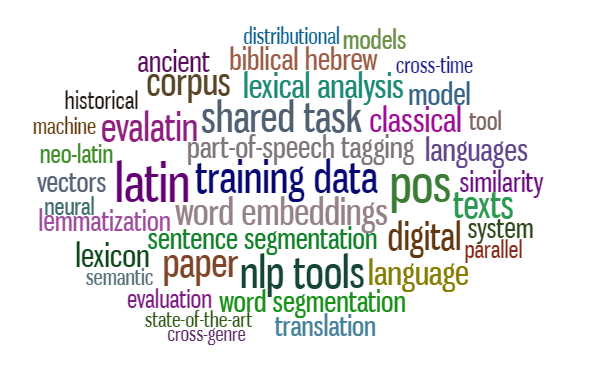 distributional models
ancient biblical hebrew cross-time
corpus lexical analysis model
historical shared task classical tool
machine evalatin
neo-latin part-of-speech tagging languages
vectors latin training data pos similarity
neural word embeddings texts
lemmatization system
sentence segmentation digital parallel
lexicon paper nlp tools language
semantic
evaluation word segmentation
state-of-the-art translation
cross-genre